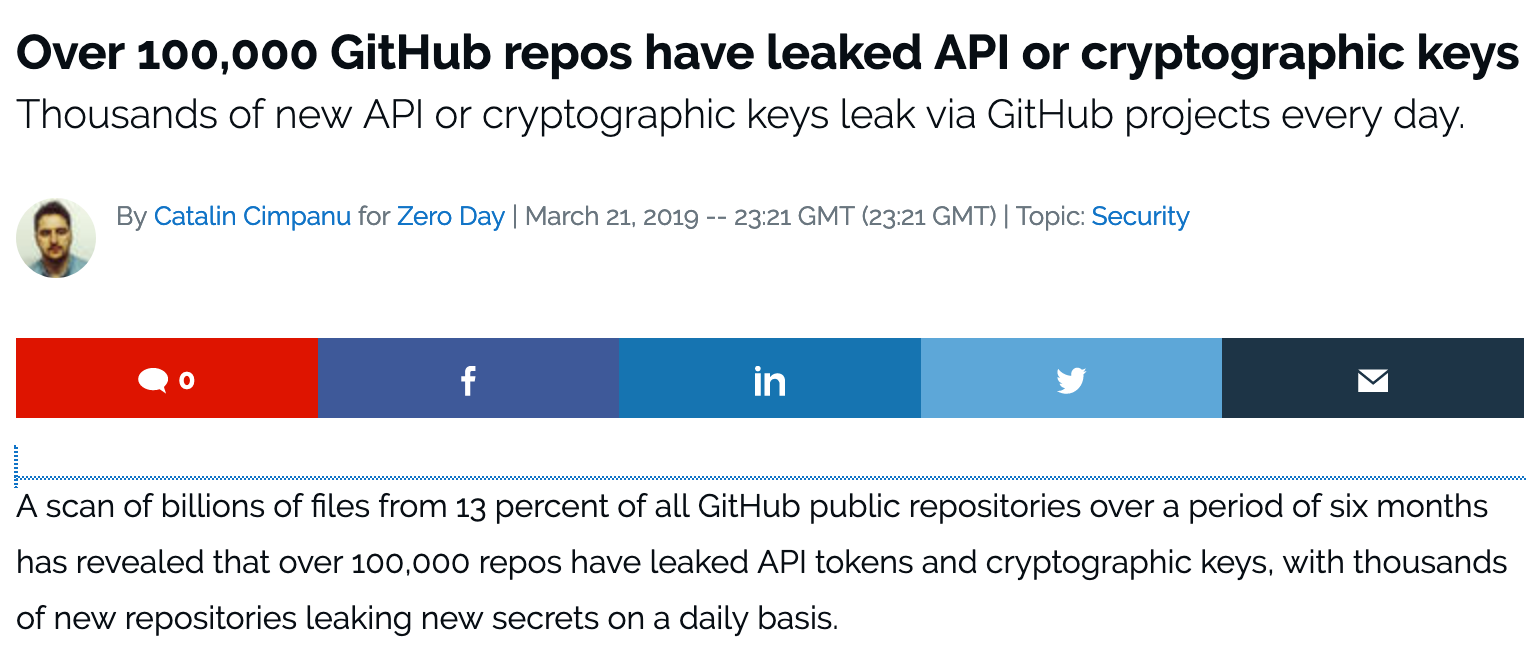 Over 100,000 GitHub repos have leaked API or cryptographic keys
Thousands of new API or cryptographic keys leak via GitHub projects every day.
By Catalin Cimpanu for Zero Day | March 21, 2019 -- 23:21 GMT (23:21 GMT) | Topic: Security
0
f
in
A scan of billions of files from 13 percent of all GitHub public repositories over a period of six months
has revealed that over 100,000 repos have leaked API tokens and cryptographic keys, with thousands
of new repositories leaking new secrets on a daily basis.